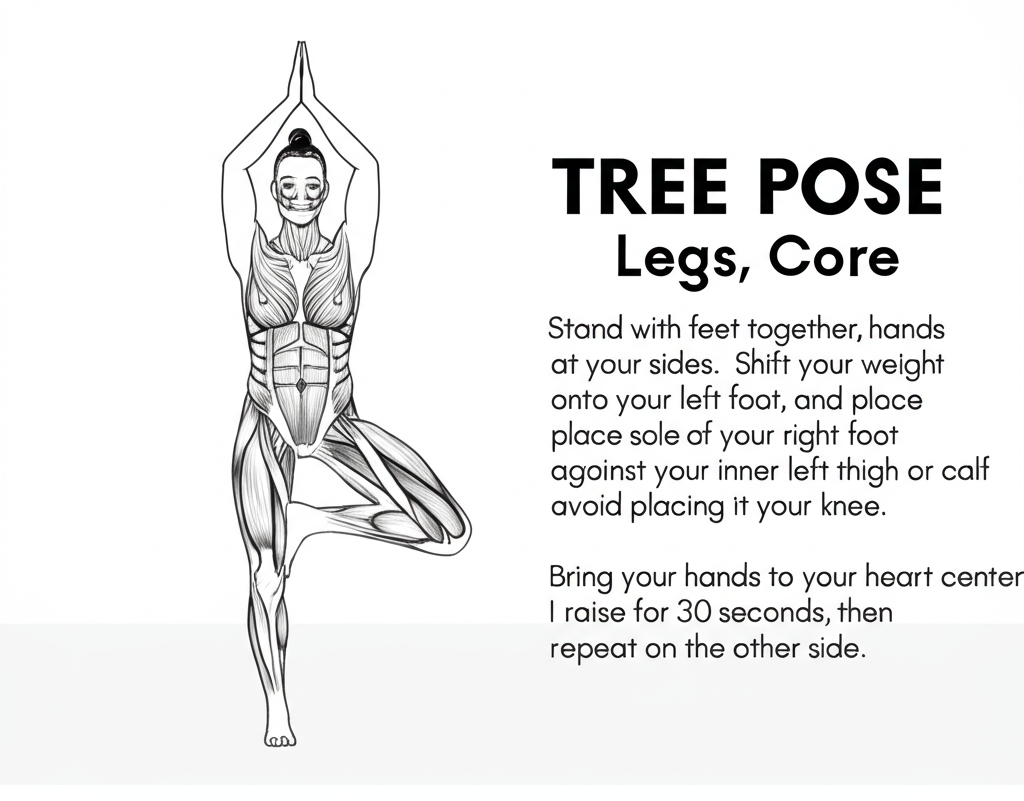 TREE POSE
Legs, Core
Stand with feet together, hands
at your sides. Shift your weight
onto your left foat, and ploce
place sole of your right foot
agoinst your inner left thigh or calf
avoid placing it your knee.
Bring your hands to your heart center
I raise for 30 seconds, then
repeat on the other side.